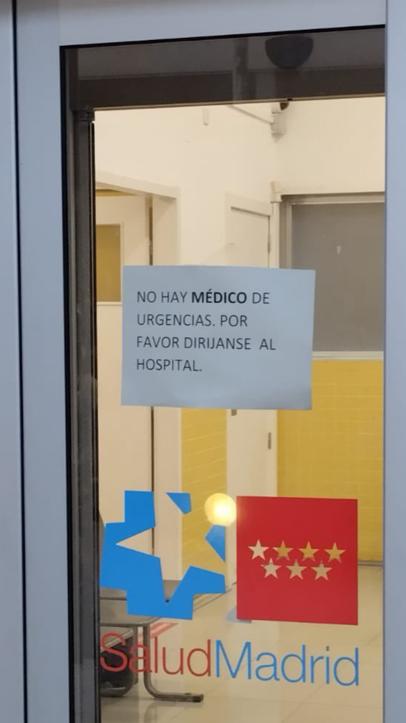 NO HAY MÉDICO DE
URGENCIAS. POR
FAVOR DIRIJANSE AL
HOSPITAL.
SaludMadrid